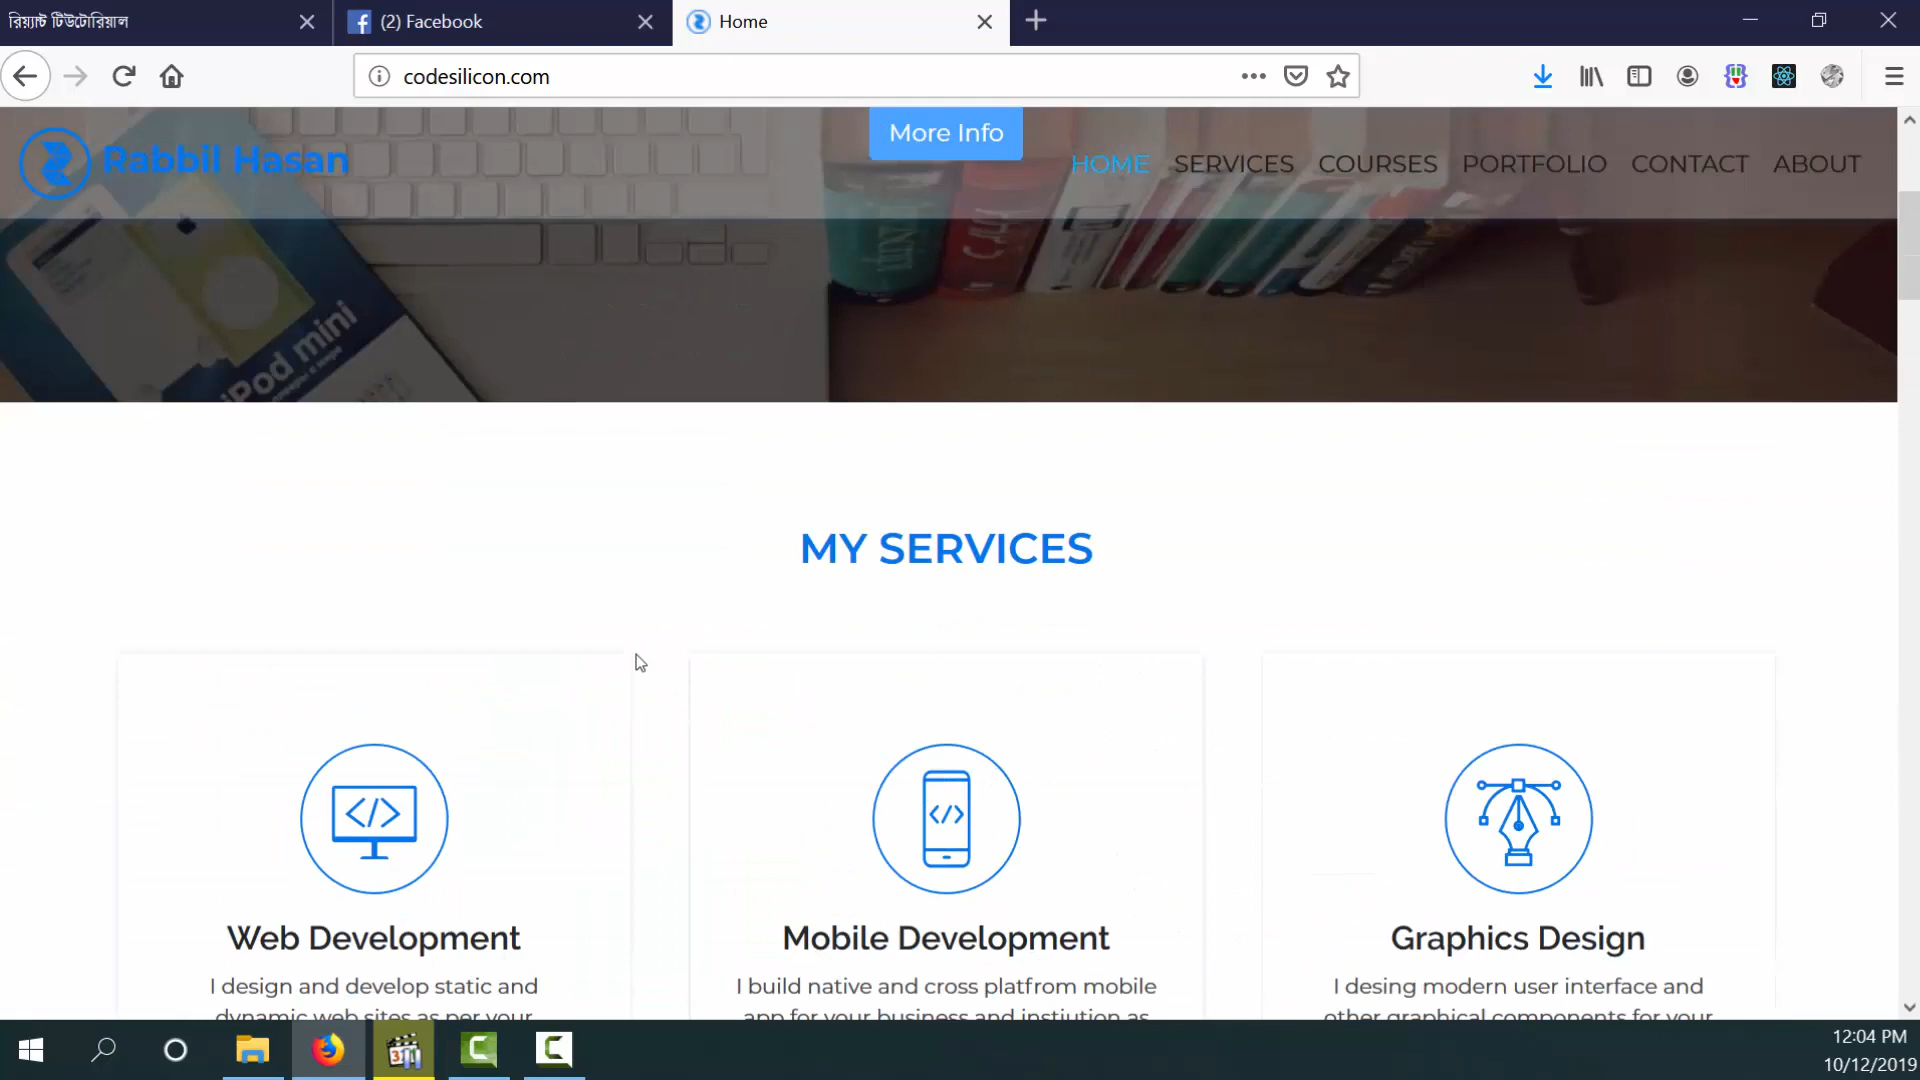 রিয়্যাক্ট টিউটোরিয়াল
(2) Facebook
Home
codesilicon.com
More Info
Rabbil Hasan
HOME SERVICES COURSES PORTFOLIO CONTACT ABOUT
iPod mini
MY SERVICES
Web Development
I design and develop static and
dynamic web sites as per your
Mobile Development
I build native and cross platfrom mobile
app for your business and instiution as
Graphics Design
I desing modern user interface and
other graphical components for your
12:04 PM
10/12/2019